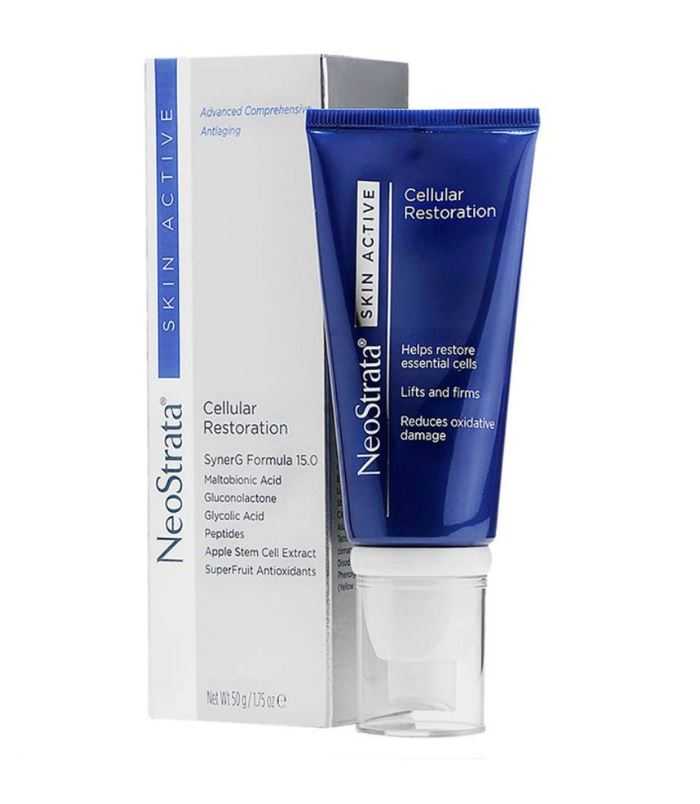 Advanced Comprehensive
Antiaging
SKIN ACTIVE
NeoStrata®
Cellular
Restoration
SynerG Formula 15.0
Maltobionic Acid
Gluconolactone
Glycolic Acid
Peptides
Apple Stem Cell Extract
SuperFruit Antioxidants
Net Wt 50 g / 1.75 oz ℮
Cellular
Restoration
SKIN ACTIVE
NeoStrata®
Helps restore
essential cells
Lifts and firms
Reduces oxidative
damage